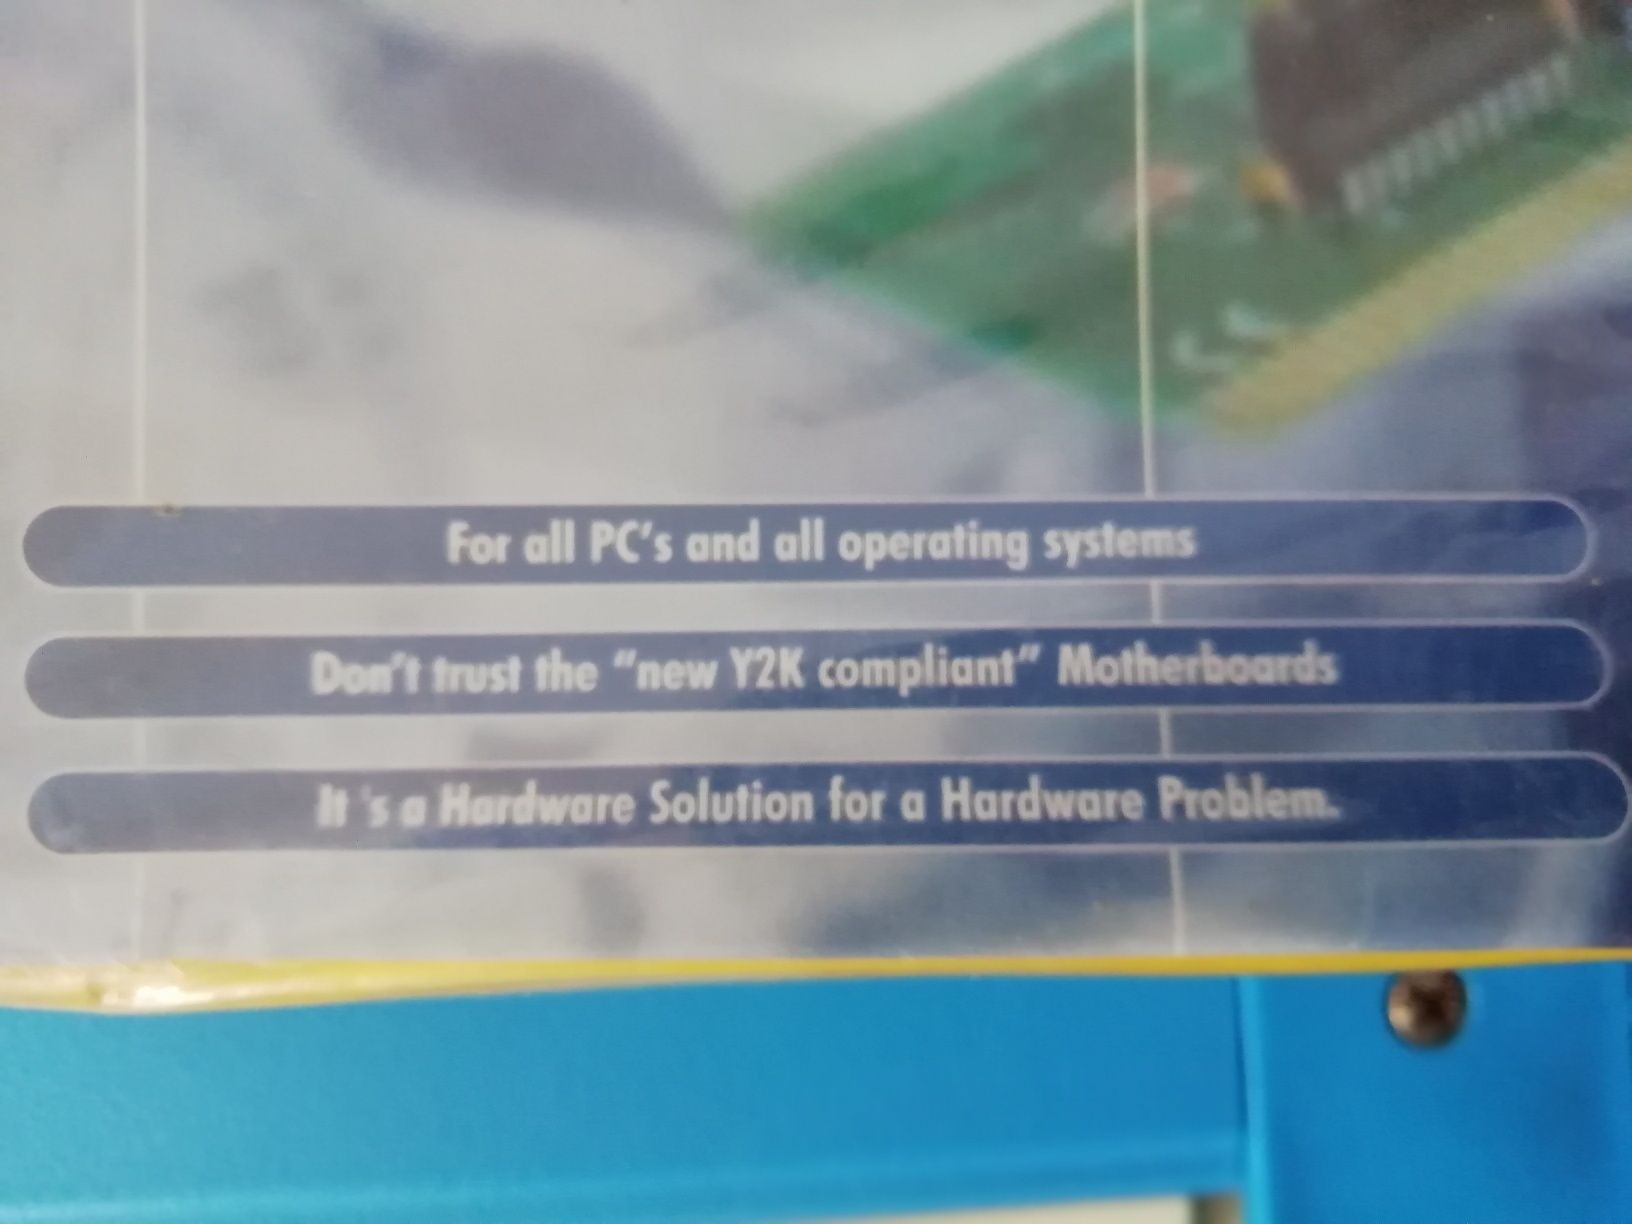 For all PC's and all operating systems
Don't trust the “new Y2K compliant” Motherboards
It 's a Hardware Solution for a Hardware Problem.